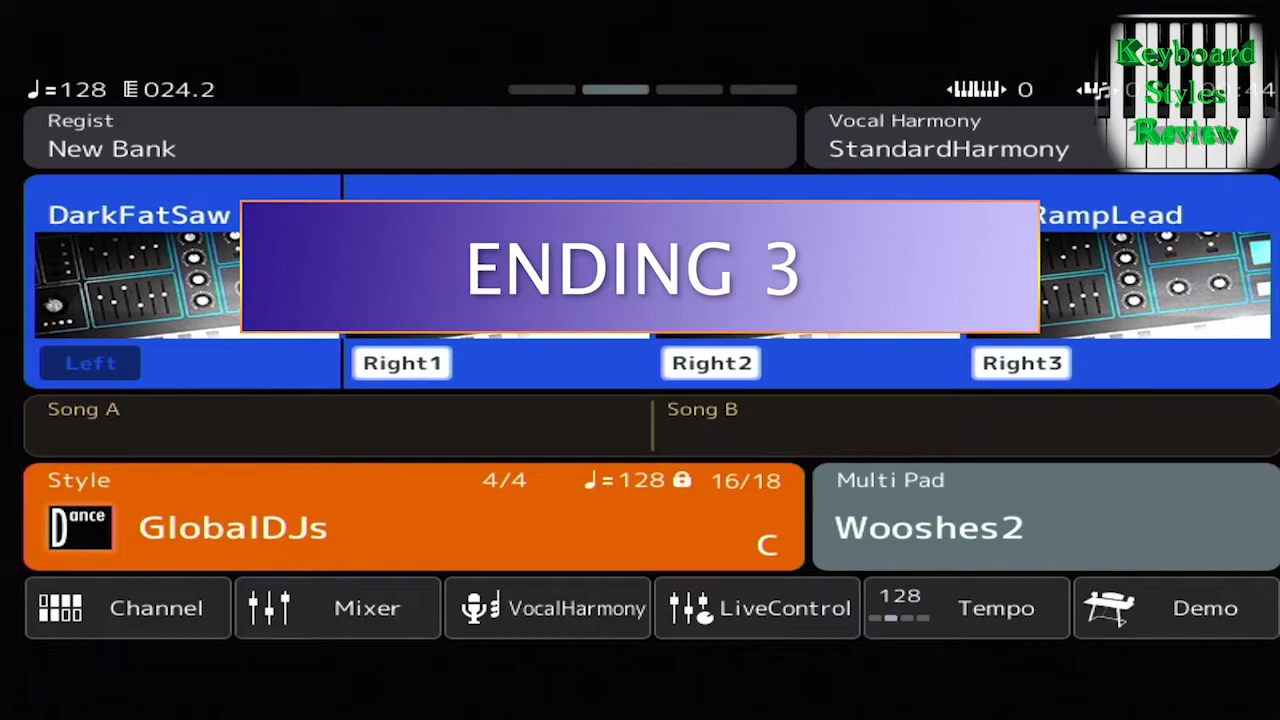 =128 024.2
0
:44
Keyboard
Styles
Review
Regist
New Bank
Vocal Harmony
StandardHarmony
DarkFatSaw
RampLead
ENDING 3
Left
Right1
Right2
Right3
Song A
Song B
Style 4/4 =128 16/18
Dance
GlobalDJs
C
Multi Pad
Wooshes2
Channel
Mixer
VocalHarmony
LiveControl
128
Tempo
Demo